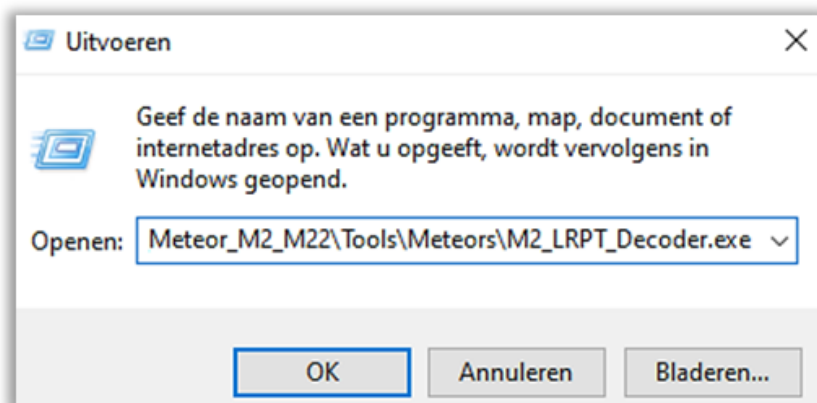 Uitvoeren
Geef de naam van een programma, map, document of
internetadres op. Wat u opgeeft, wordt vervolgens in
Windows geopend.
Openen: Meteor_M2_M22\Tools\Meteors\M2_LRPT_Decoder.exe
OK Annuleren Bladeren...